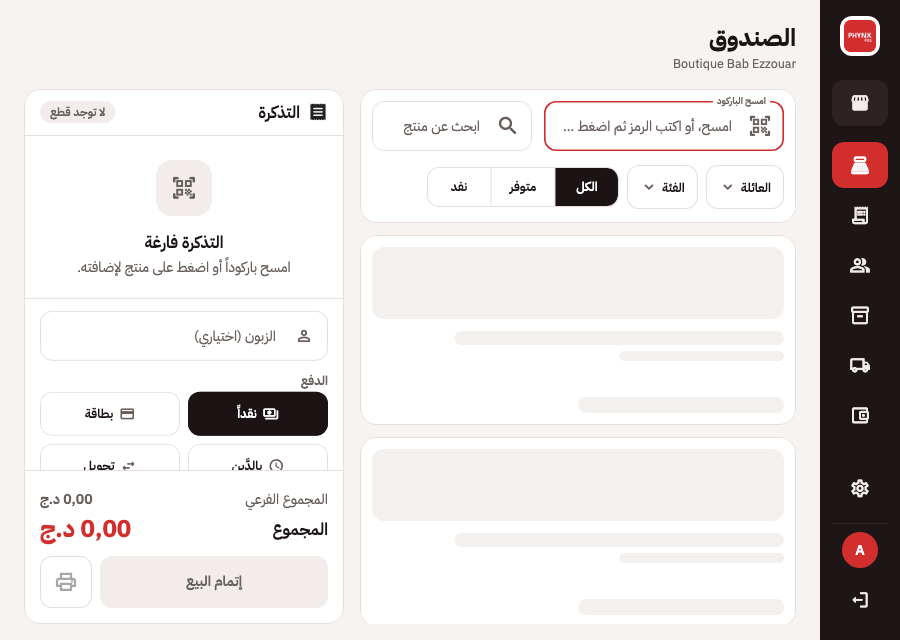 PHYNX
POS
الصندوق
Boutique Bab Ezzouar
امسح الباركود
امسح، أو اكتب الرمز ثم اضغط ...
ابحث عن منتج
العائلة
الفئة
الكل
متوفر
نفد
التذكرة
لا توجد قطع
التذكرة فارغة
امسح باركوداً أو اضغط على منتج لإضافته.
الزبون (اختياري)
الدفع
نقداً
بطاقة
بالدَّين
تحويل
المجموع الفرعي
0,00 د.ج
المجموع
0,00 د.ج
إتمام البيع
A